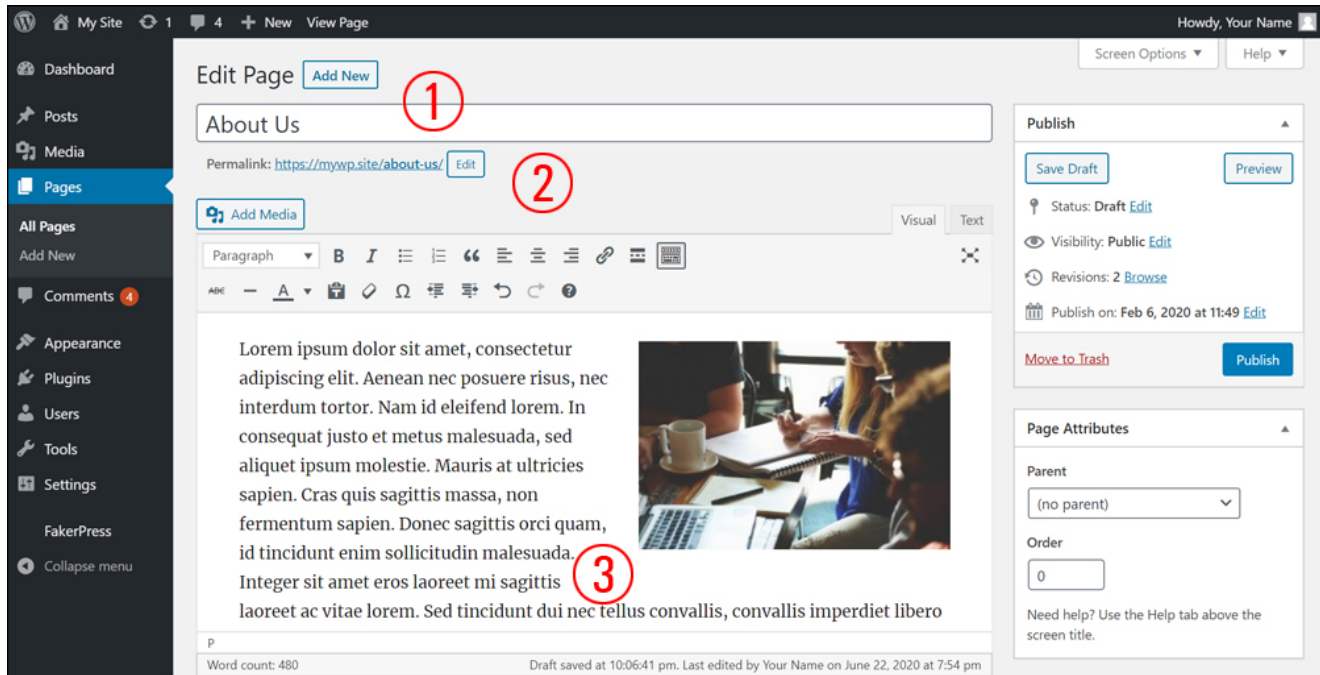 My Site 1 4 New View Page Howdy, Your Name
Dashboard
Posts
Media
Pages
All Pages
Add New
Comments 4
Appearance
Plugins
Users
Tools
Settings
FakerPress
Collapse menu
Screen Options Help
Edit Page Add New
1
About Us
Permalink: https://mywp.site/about-us/ Edit
2
Add Media
Visual Text
Paragraph B I
ABC A Ω
Lorem ipsum dolor sit amet, consectetur
adipiscing elit. Aenean nec posuere risus, nec
interdum tortor. Nam id eleifend lorem. In
consequat justo et metus malesuada, sed
aliquet ipsum molestie. Mauris at ultricies
sapien. Cras quis sagittis massa, non
fermentum sapien. Donec sagittis orci quam,
id tincidunt enim sollicitudin malesuada.
3
Integer sit amet eros laoreet mi sagittis
laoreet ac vitae lorem. Sed tincidunt dui nec tellus convallis, convallis imperdiet libero
P
Word count: 480 Draft saved at 10:06:41 pm. Last edited by Your Name on June 22, 2020 at 7:54 pm
Publish
Save Draft Preview
Status: Draft Edit
Visibility: Public Edit
Revisions: 2 Browse
Publish on: Feb 6, 2020 at 11:49 Edit
Move to Trash Publish
Page Attributes
Parent
(no parent)
Order
0
Need help? Use the Help tab above the
screen title.